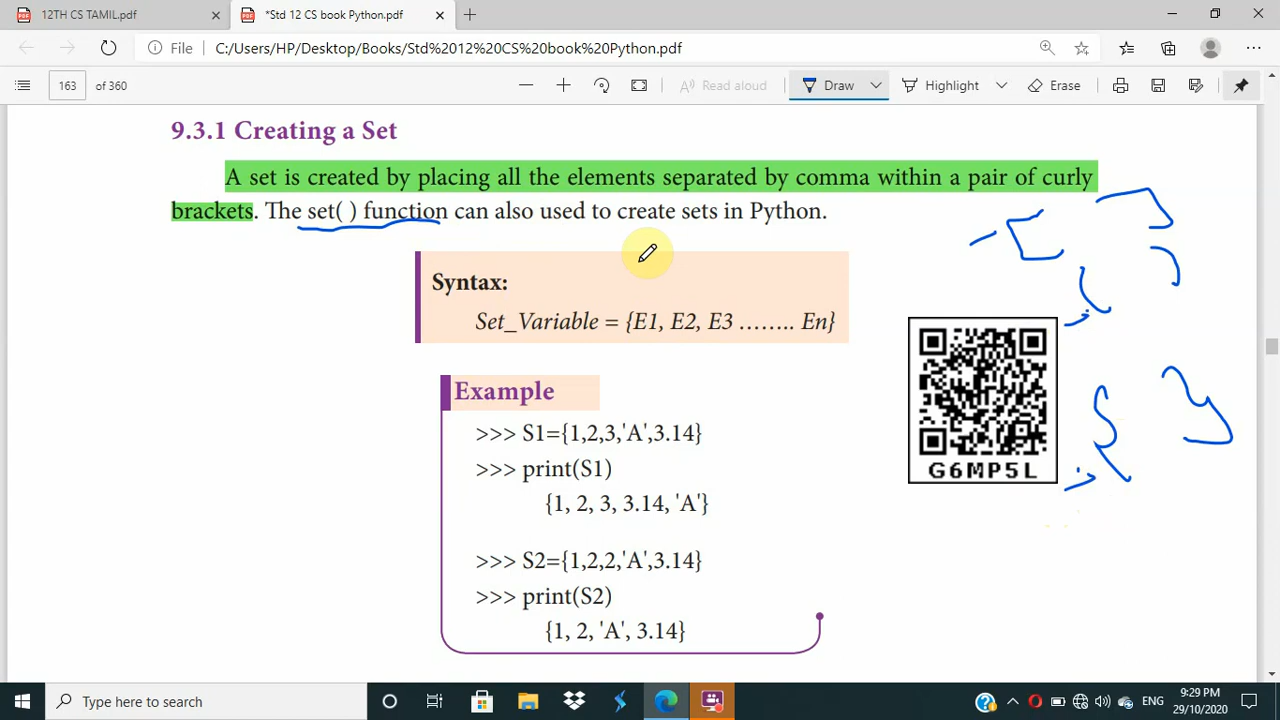 12TH CS TAMIL.pdf
*Std 12 CS book Python.pdf
File
C:/Users/HP/Desktop/Books/Std%2012%20CS%20book%20Python.pdf
163 of 360
Read aloud
Draw
Highlight
Erase
9.3.1 Creating a Set
A set is created by placing all the elements separated by comma within a pair of curly
brackets. The set( ) function can also used to create sets in Python.
Syntax:
Set_Variable = {E1, E2, E3 …….. En}
G6MP5L
Example
>>> S1={1,2,3,'A',3.14}
>>> print(S1)
{1, 2, 3, 3.14, 'A'}
>>> S2={1,2,2,'A',3.14}
>>> print(S2)
{1, 2, 'A', 3.14}
Type here to search
ENG
9:29 PM
29/10/2020